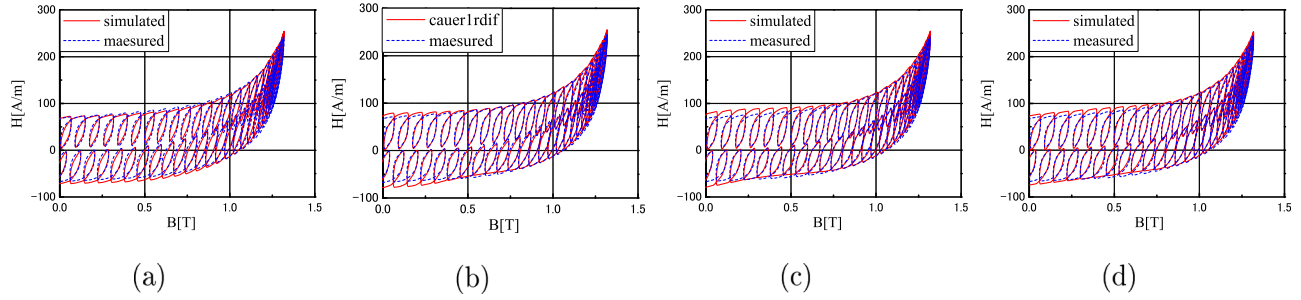 300
simulated
maesured
200
100
0
−100
H[A/m]
0.0
0.5
1.0
1.5
B[T]
(a)
300
cauer1rdif
maesured
200
100
0
−100
H[A/m]
0.0
0.5
1.0
1.5
B[T]
(b)
300
simulated
measured
200
100
0
−100
H[A/m]
0.0
0.5
1.0
1.5
B[T]
(c)
300
simulated
measured
200
100
0
−100
H[A/m]
0.0
0.5
1.0
1.5
B[T]
(d)